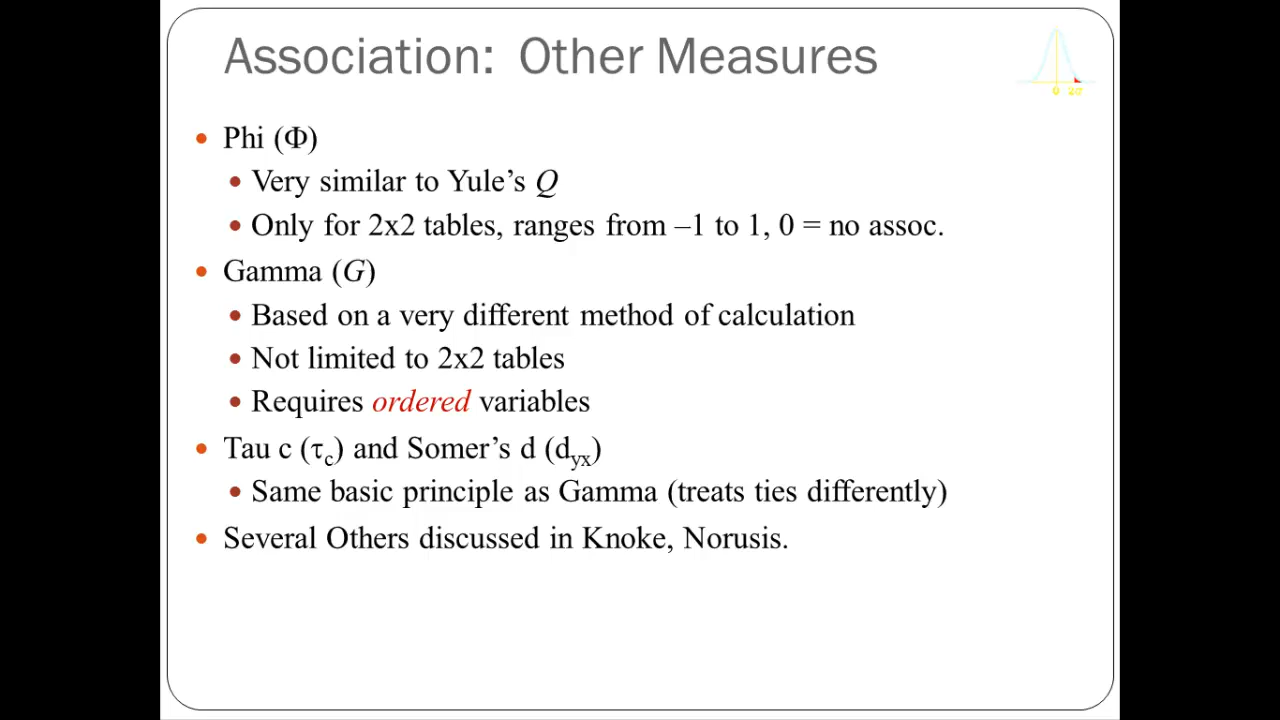 Association: Other Measures
0 2σ
• Phi (Φ)
• Very similar to Yule’s Q
• Only for 2x2 tables, ranges from –1 to 1, 0 = no assoc.
• Gamma (G)
• Based on a very different method of calculation
• Not limited to 2x2 tables
• Requires ordered variables
• Tau c (τc) and Somer’s d (dyx)
• Same basic principle as Gamma (treats ties differently)
• Several Others discussed in Knoke, Norusis.